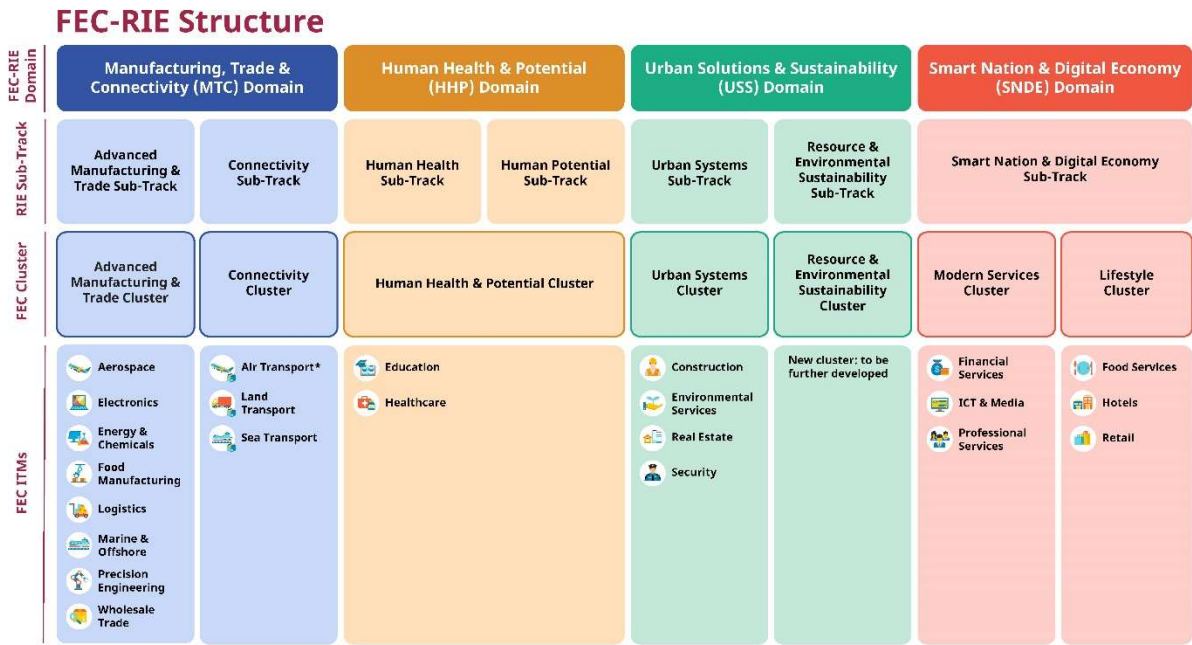 FEC-RIE Structure
FEC-RIE
Domain
Manufacturing, Trade &
Connectivity (MTC) Domain
Human Health & Potential
(HHP) Domain
Urban Solutions & Sustainability
(USS) Domain
Smart Nation & Digital Economy
(SNDE) Domain
RIE Sub-Track
Advanced
Manufacturing &
Trade Sub-Track
Connectivity
Sub-Track
Human Health
Sub-Track
Human Potential
Sub-Track
Urban Systems
Sub-Track
Resource &
Environmental
Sustainability
Sub-Track
Smart Nation & Digital Economy
Sub-Track
FEC Cluster
Advanced
Manufacturing &
Trade Cluster
Connectivity
Cluster
Human Health & Potential Cluster
Urban Systems
Cluster
Resource &
Environmental
Sustainability
Cluster
Modern Services
Cluster
Lifestyle
Cluster
FEC ITMs
Aerospace
Electronics
Energy &
Chemicals
Food
Manufacturing
Logistics
Marine &
Offshore
Precision
Engineering
Wholesale
Trade
Air Transport*
Land
Transport
Sea Transport
Education
Healthcare
Construction
Environmental
Services
Real Estate
Security
New cluster: to be
further developed
Financial
Services
ICT & Media
Professional
Services
Food Services
Hotels
Retail